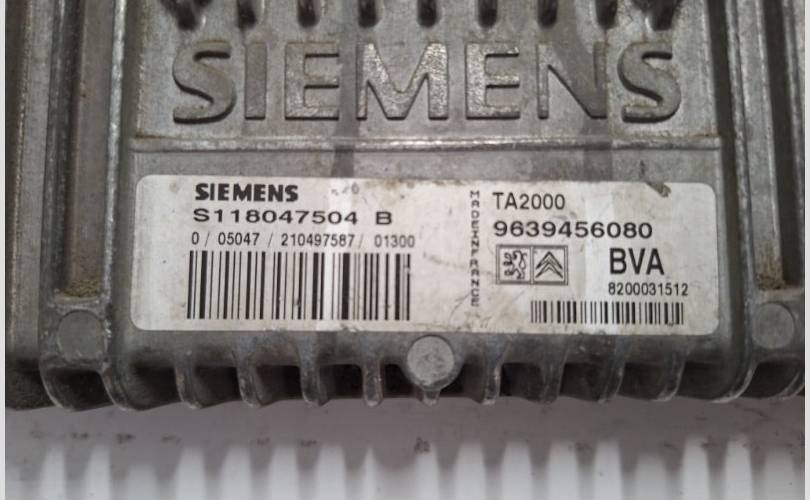 SIEMENS
SIEMENS
S118047504 B
0 / 05047 / 210497587 / 01300
MADE IN FRANCE
TA2000
9639456080
BVA
8200031512